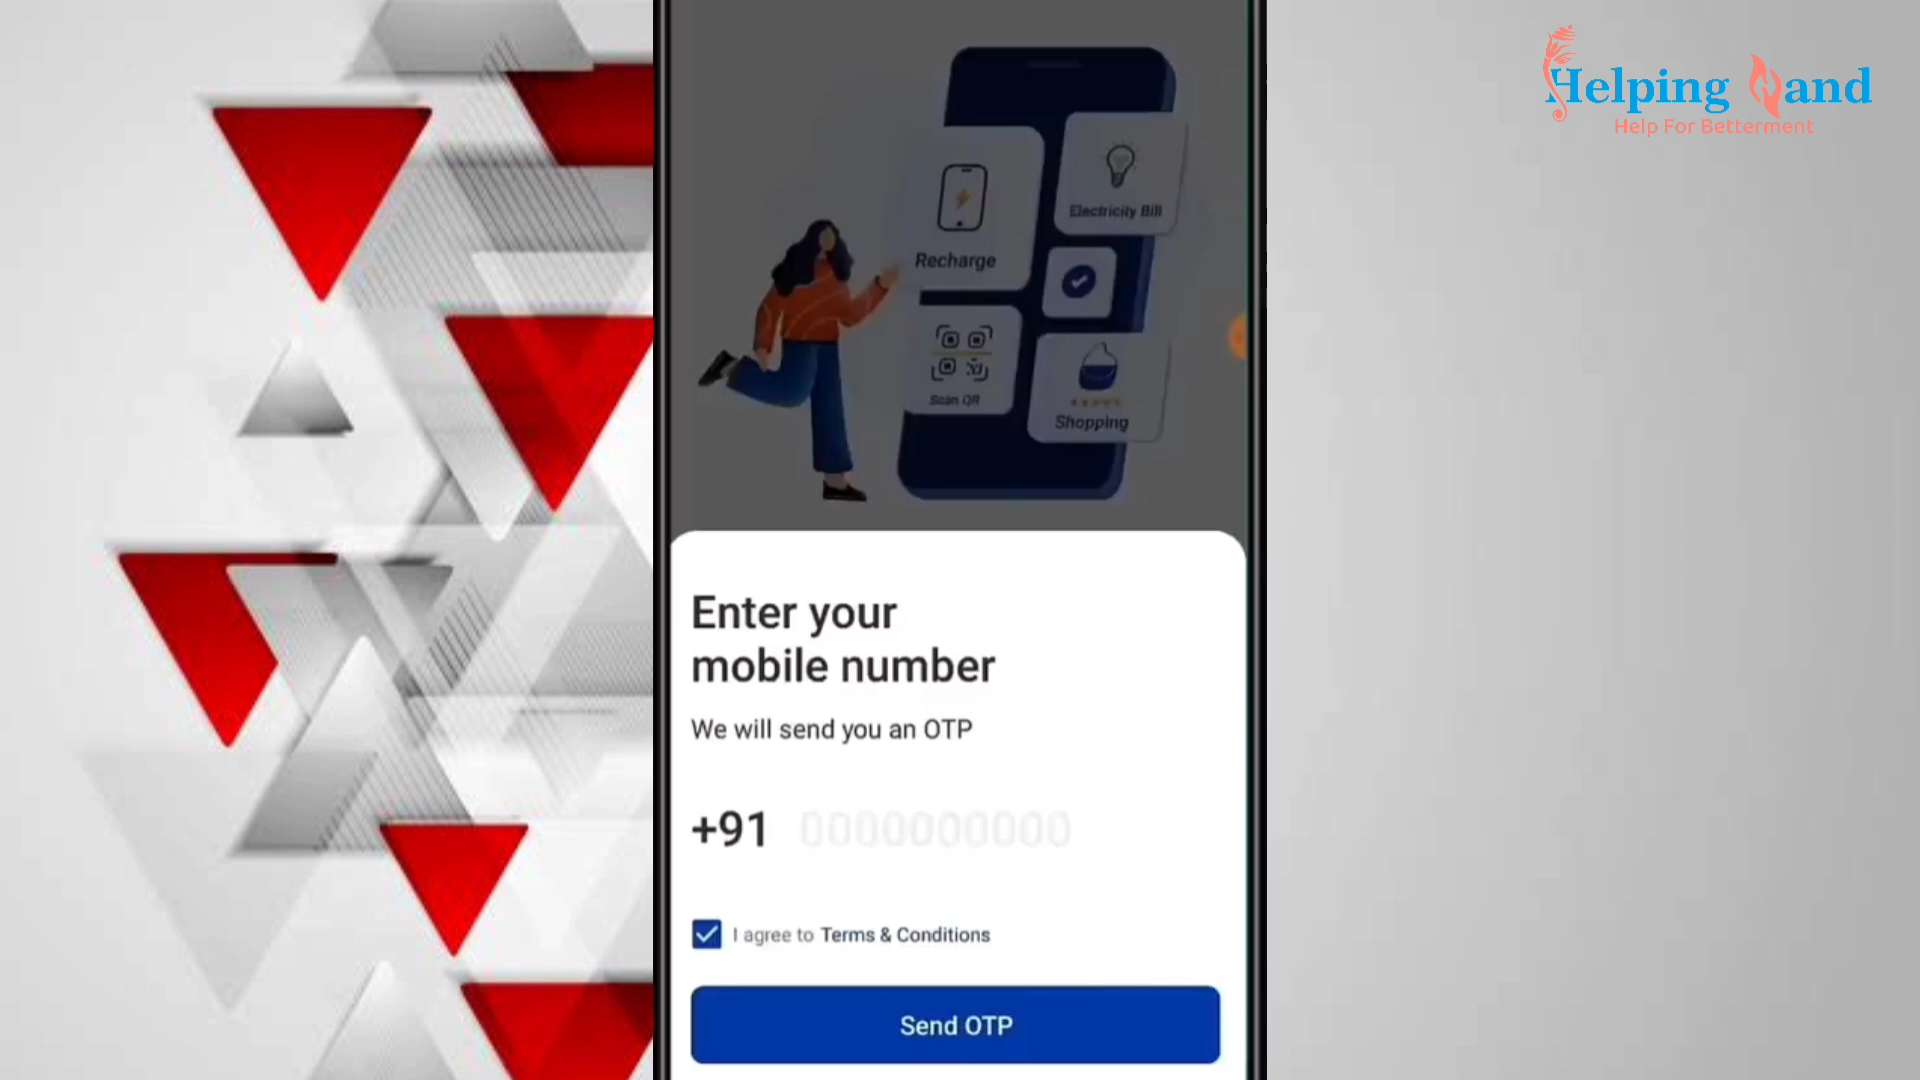 Helping Hand
Help For Betterment
Electricity Bill
Recharge
Scan QR
Shopping
Enter your
mobile number
We will send you an OTP
+91 0000000000
I agree to Terms & Conditions
Send OTP